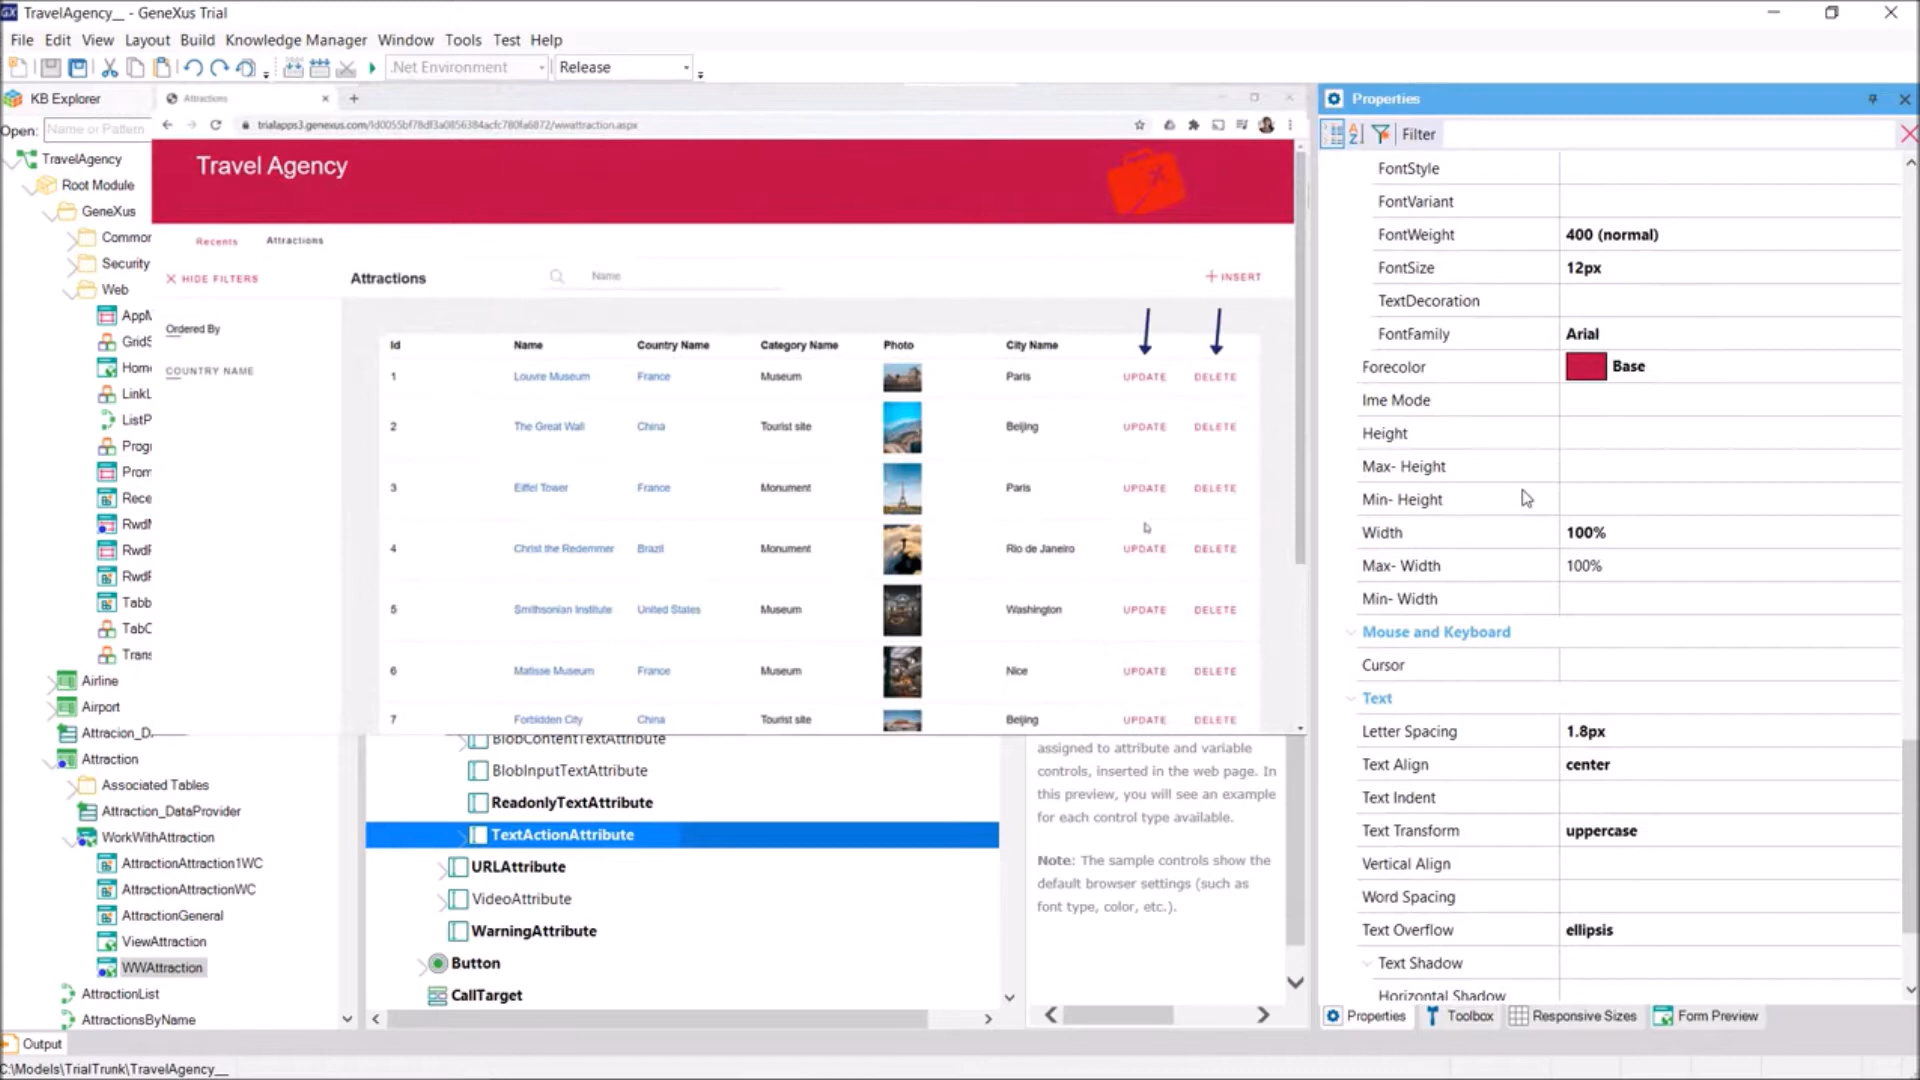 TravelAgency__ - GeneXus Trial
File Edit View Layout Build Knowledge Manager Window Tools Test Help
.Net Environment Release
KB Explorer
Open: Name or Pattern
TravelAgency
Root Module
GeneXus
Common
Security
Web
AppM
GridS
Home
LinkL
ListP
Progr
Prom
Rece
RwdM
RwdF
RwdF
Tabb
TabC
Trans
Airline
Airport
Attracion_D
Attraction
Associated Tables
Attraction_DataProvider
WorkWithAttraction
AttractionAttraction1WC
AttractionAttractionWC
AttractionGeneral
ViewAttraction
WWAttraction
AttractionList
AttractionsByName
Output
C:\Models\TrialTrunk\TravelAgency__
Attractions
Travel Agency
Recents Attractions
HIDE FILTERS
Attractions
Name
INSERT
Ordered By
COUNTRY NAME
Id Name Country Name Category Name Photo City Name
1 Louvre Museum France Museum Paris UPDATE DELETE
2 The Great Wall China Tourist site Beijing UPDATE DELETE
3 Eiffel Tower France Monument Paris UPDATE DELETE
4 Christ the Redemmer Brazil Monument Rio de Janeiro UPDATE DELETE
5 Smithsonian Institute United States Museum Washington UPDATE DELETE
6 Matisse Museum France Museum Nice UPDATE DELETE
7 Forbidden City China Tourist site Beijing UPDATE DELETE
BlobContentTextAttribute
BlobInputTextAttribute
ReadonlyTextAttribute
TextActionAttribute
URLAttribute
VideoAttribute
WarningAttribute
Button
CallTarget
assigned to attribute and variable
controls, inserted in the web page. In
this preview, you will see an example
for each control type available.
Note: The sample controls show the
default browser settings (such as
font type, color, etc.).
Properties
Filter
FontStyle
FontVariant
FontWeight 400 (normal)
FontSize 12px
TextDecoration
FontFamily Arial
Forecolor Base
Ime Mode
Height
Max- Height
Min- Height
Width 100%
Max- Width 100%
Min- Width
Mouse and Keyboard
Cursor
Text
Letter Spacing 1.8px
Text Align center
Text Indent
Text Transform uppercase
Vertical Align
Word Spacing
Text Overflow ellipsis
Text Shadow
Horizontal Shadow
Properties Toolbox Responsive Sizes Form Preview